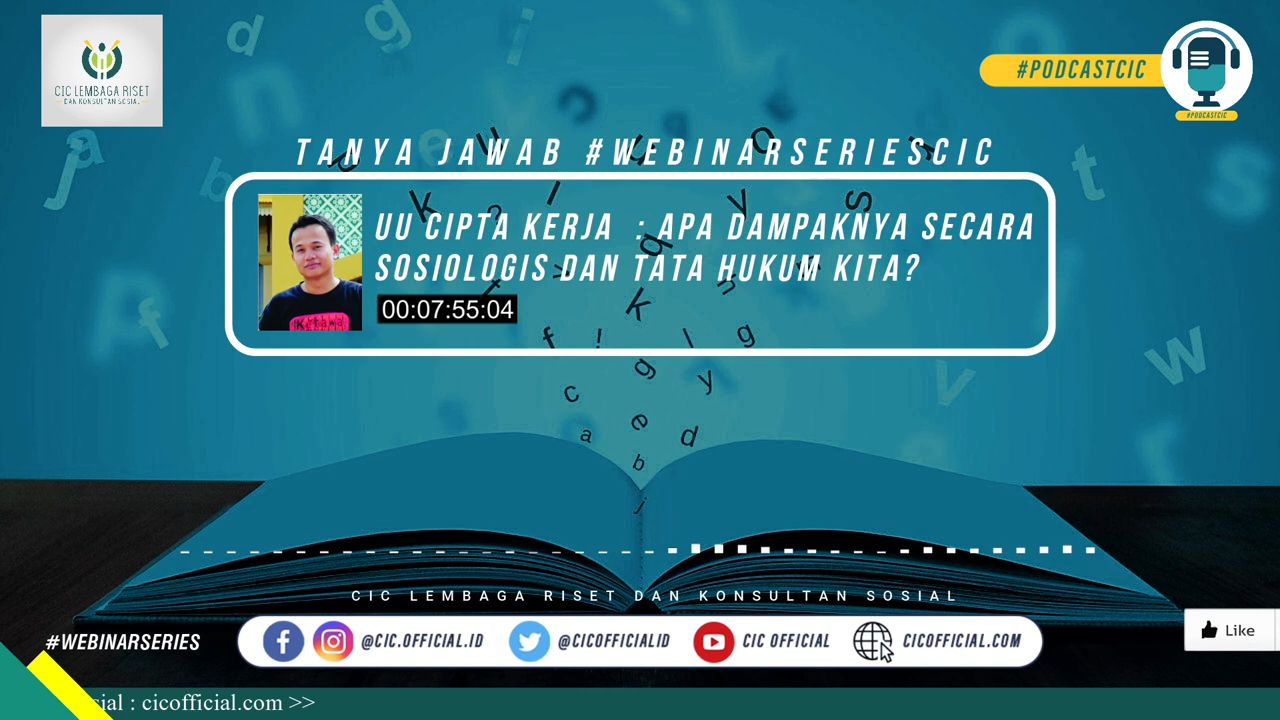 CIC LEMBAGA RISET
DAN KONSULTAN SOSIAL
#PODCASTCIC
#PODCASTCIC
TANYA JAWAB #WEBINARSERIESCIC
UU CIPTA KERJA : APA DAMPAKNYA SECARA
SOSIOLOGIS DAN TATA HUKUM KITA?
00:07:55:04
CIC LEMBAGA RISET DAN KONSULTAN SOSIAL
#WEBINARSERIES
@CIC.OFFICIAL.ID
@CICOFFICIALID
CIC OFFICIAL
CICOFFICIAL.COM
Like
sial : cicofficial.com >>